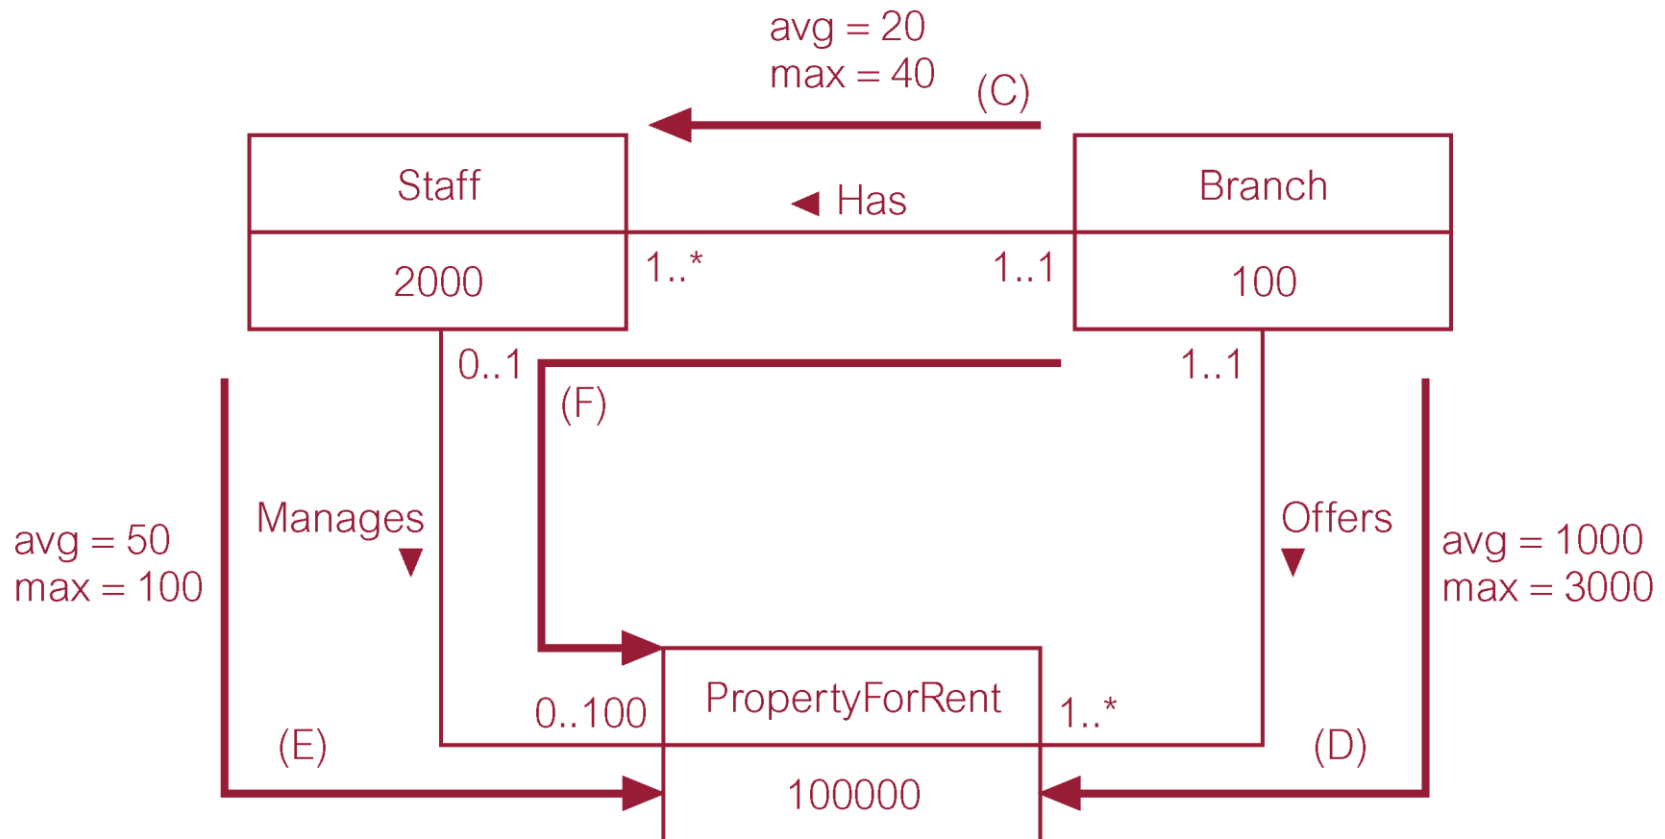 avg = 20
max = 40
(C)
Staff
Has
Branch
2000
1..*
1..1
100
0..1
(F)
1..1
Manages
Offers
avg = 50
max = 100
avg = 1000
max = 3000
PropertyForRent
0..100
1..*
(E)
(D)
100000